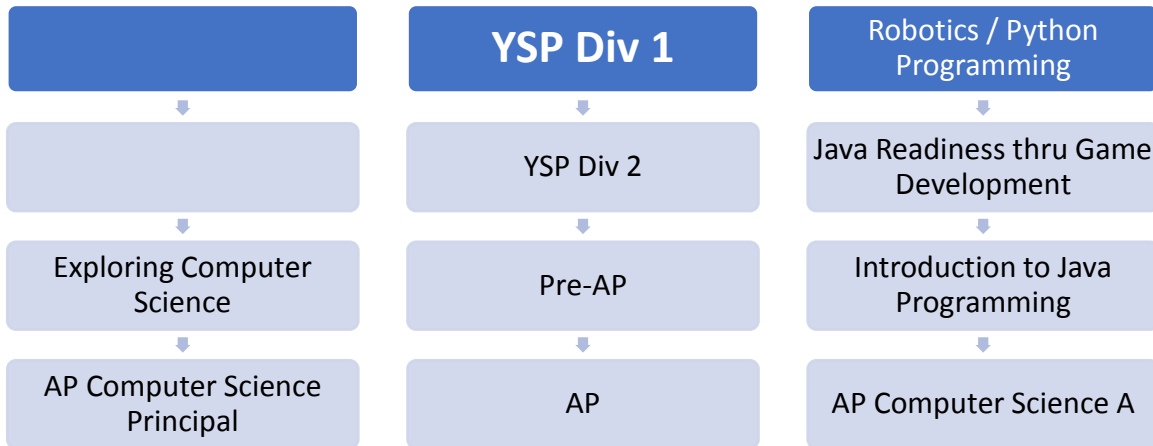 YSP Div 1
Robotics / Python
Programming
YSP Div 2
Java Readiness thru Game
Development
Exploring Computer
Science
Pre-AP
Introduction to Java
Programming
AP Computer Science
Principal
AP
AP Computer Science A